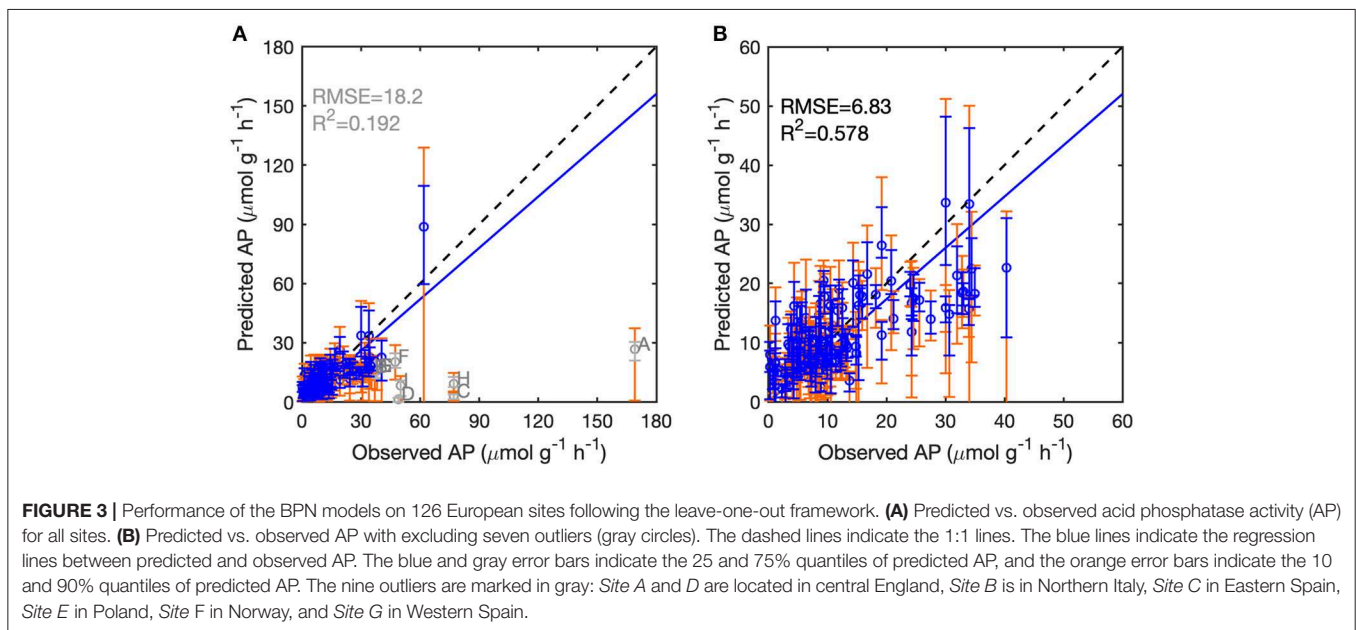 A
180
150
120
90
60
30
0
RMSE=18.2
R²=0.192
Predicted AP (μmol g⁻¹ h⁻¹)
F
D
H
C
A
0 30 60 90 120 150 180
Observed AP (μmol g⁻¹ h⁻¹)
B
60
50
40
30
20
10
0
RMSE=6.83
R²=0.578
Predicted AP (μmol g⁻¹ h⁻¹)
0 10 20 30 40 50 60
Observed AP (μmol g⁻¹ h⁻¹)
FIGURE 3 | Performance of the BPN models on 126 European sites following the leave-one-out framework. (A) Predicted vs. observed acid phosphatase activity (AP)
for all sites. (B) Predicted vs. observed AP with excluding seven outliers (gray circles). The dashed lines indicate the 1:1 lines. The blue lines indicate the regression
lines between predicted and observed AP. The blue and gray error bars indicate the 25 and 75% quantiles of predicted AP, and the orange error bars indicate the 10
and 90% quantiles of predicted AP. The nine outliers are marked in gray: Site A and D are located in central England, Site B is in Northern Italy, Site C in Eastern Spain,
Site E in Poland, Site F in Norway, and Site G in Western Spain.